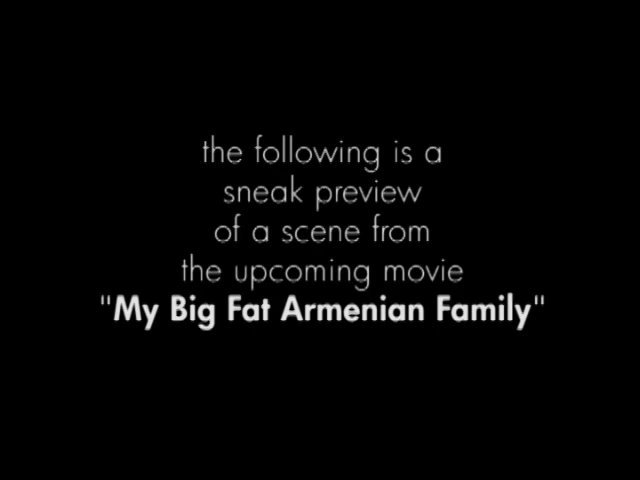 the following is a
sneak preview
of a scene from
the upcoming movie
"My Big Fat Armenian Family"